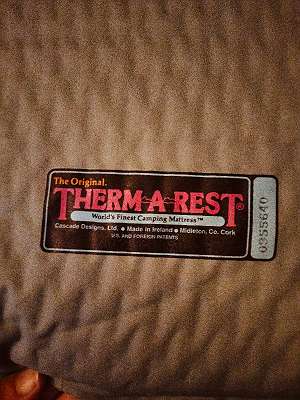 The Original.
THERM-A-REST®
World's Finest Camping Mattress™
Cascade Designs, Ltd. ● Made in Ireland ● Midleton, Co. Cork
U.S. AND FOREIGN PATENTS
0355640